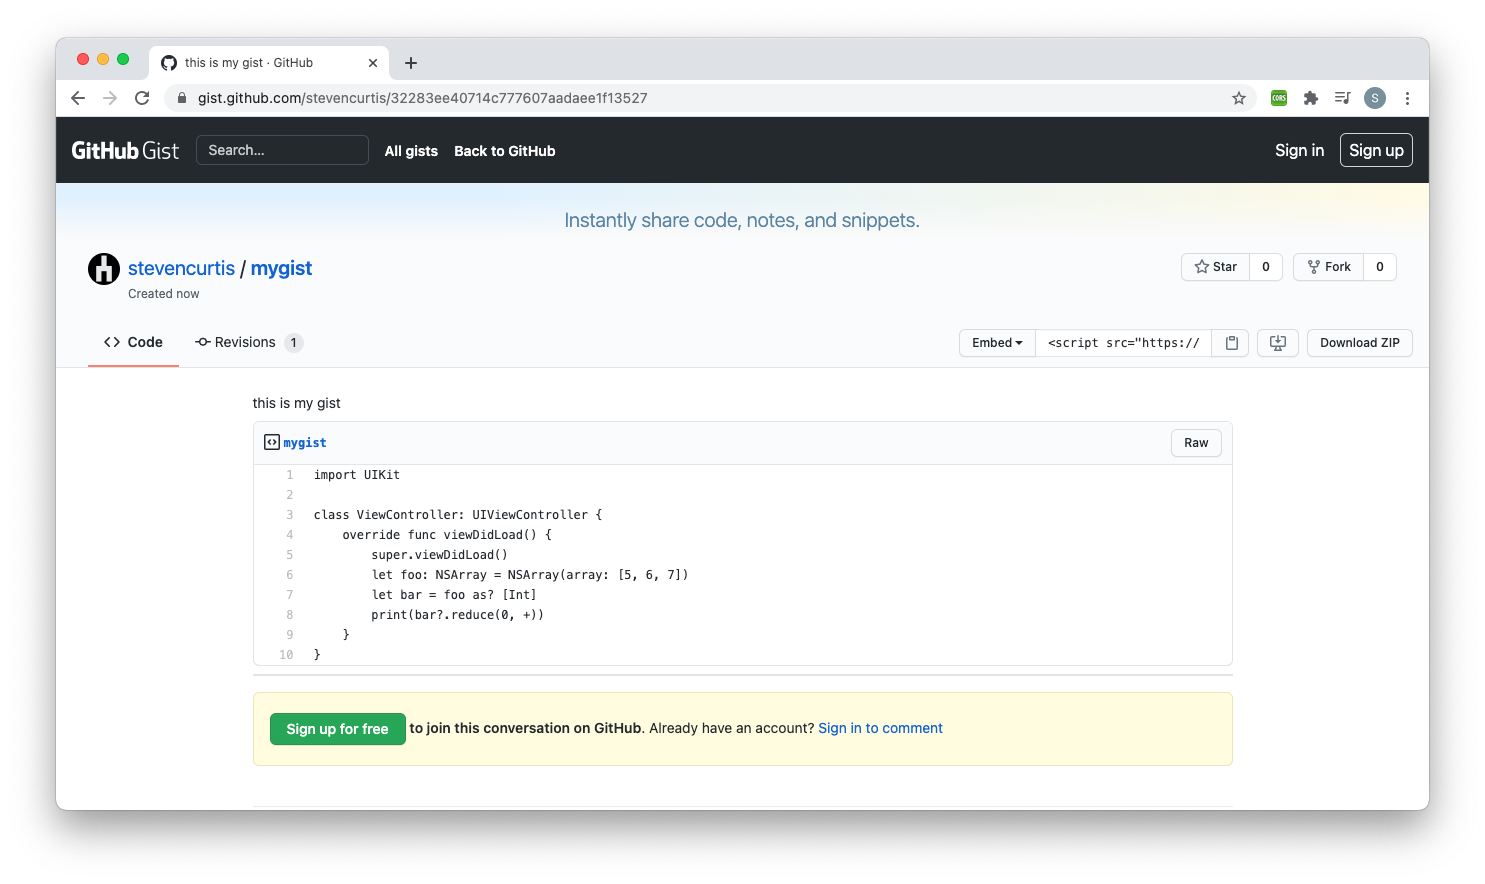 this is my gist · GitHub
gist.github.com/stevencurtis/32283ee40714c777607aadaee1f13527
CORS
S
GitHub Gist Search... All gists Back to GitHub Sign in Sign up
Instantly share code, notes, and snippets.
stevencurtis / mygist Star 0 Fork 0
Created now
Code Revisions 1 Embed <script src="https:// Download ZIP
this is my gist
mygist Raw
1 import UIKit
2
3 class ViewController: UIViewController {
4     override func viewDidLoad() {
5         super.viewDidLoad()
6         let foo: NSArray = NSArray(array: [5, 6, 7])
7         let bar = foo as? [Int]
8         print(bar?.reduce(0, +))
9     }
10 }
Sign up for free to join this conversation on GitHub. Already have an account? Sign in to comment